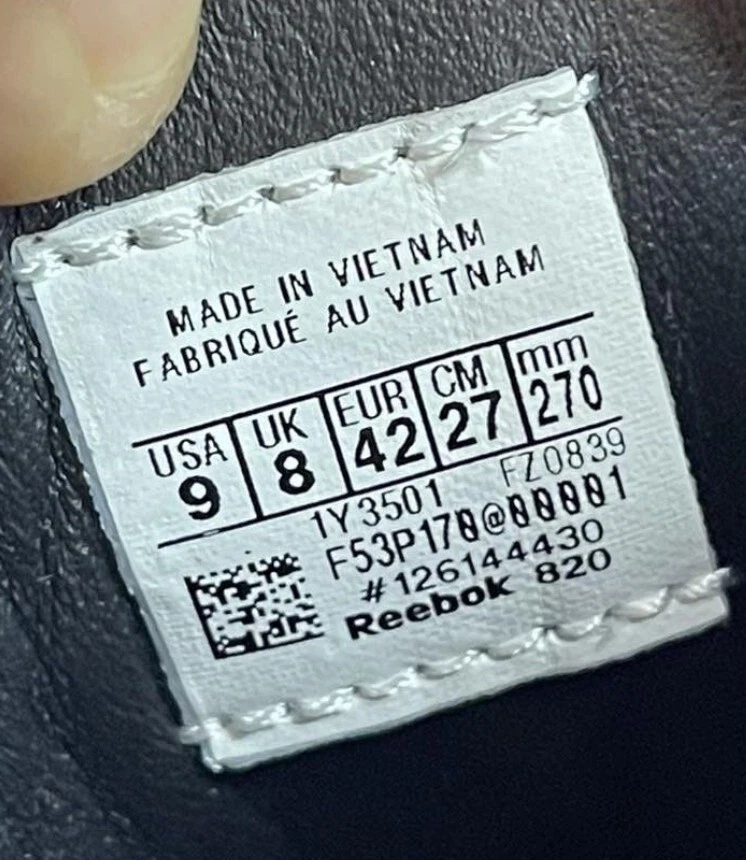 MADE IN VIETNAM
FABRIQUÉ AU VIETNAM
USA UK EUR CM mm
9 8 42 27 270
1Y3501 FZ0839
F53P170@00001
#126144430
Reebok 820